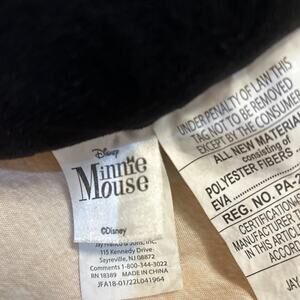 Disney
Minnie
Mouse
©Disney
Jay Franco & Sons, Inc.
115 Kennedy Drive
Sayreville, NJ 08872
Comments 1-800-344-3022
RN 18389 MADE IN CHINA
JFA18-01/22L041964
UNDER PENALTY OF LAW THIS
TAG NOT TO BE REMOVED
EXCEPT BY THE CONSUMER
ALL NEW MATERIAL
consisting of
POLYESTER FIBERS
EVA
REG. NO. PA-
CERTIFICATION
MANUFACTURER
IN THIS
ACCORDANCE
JAY